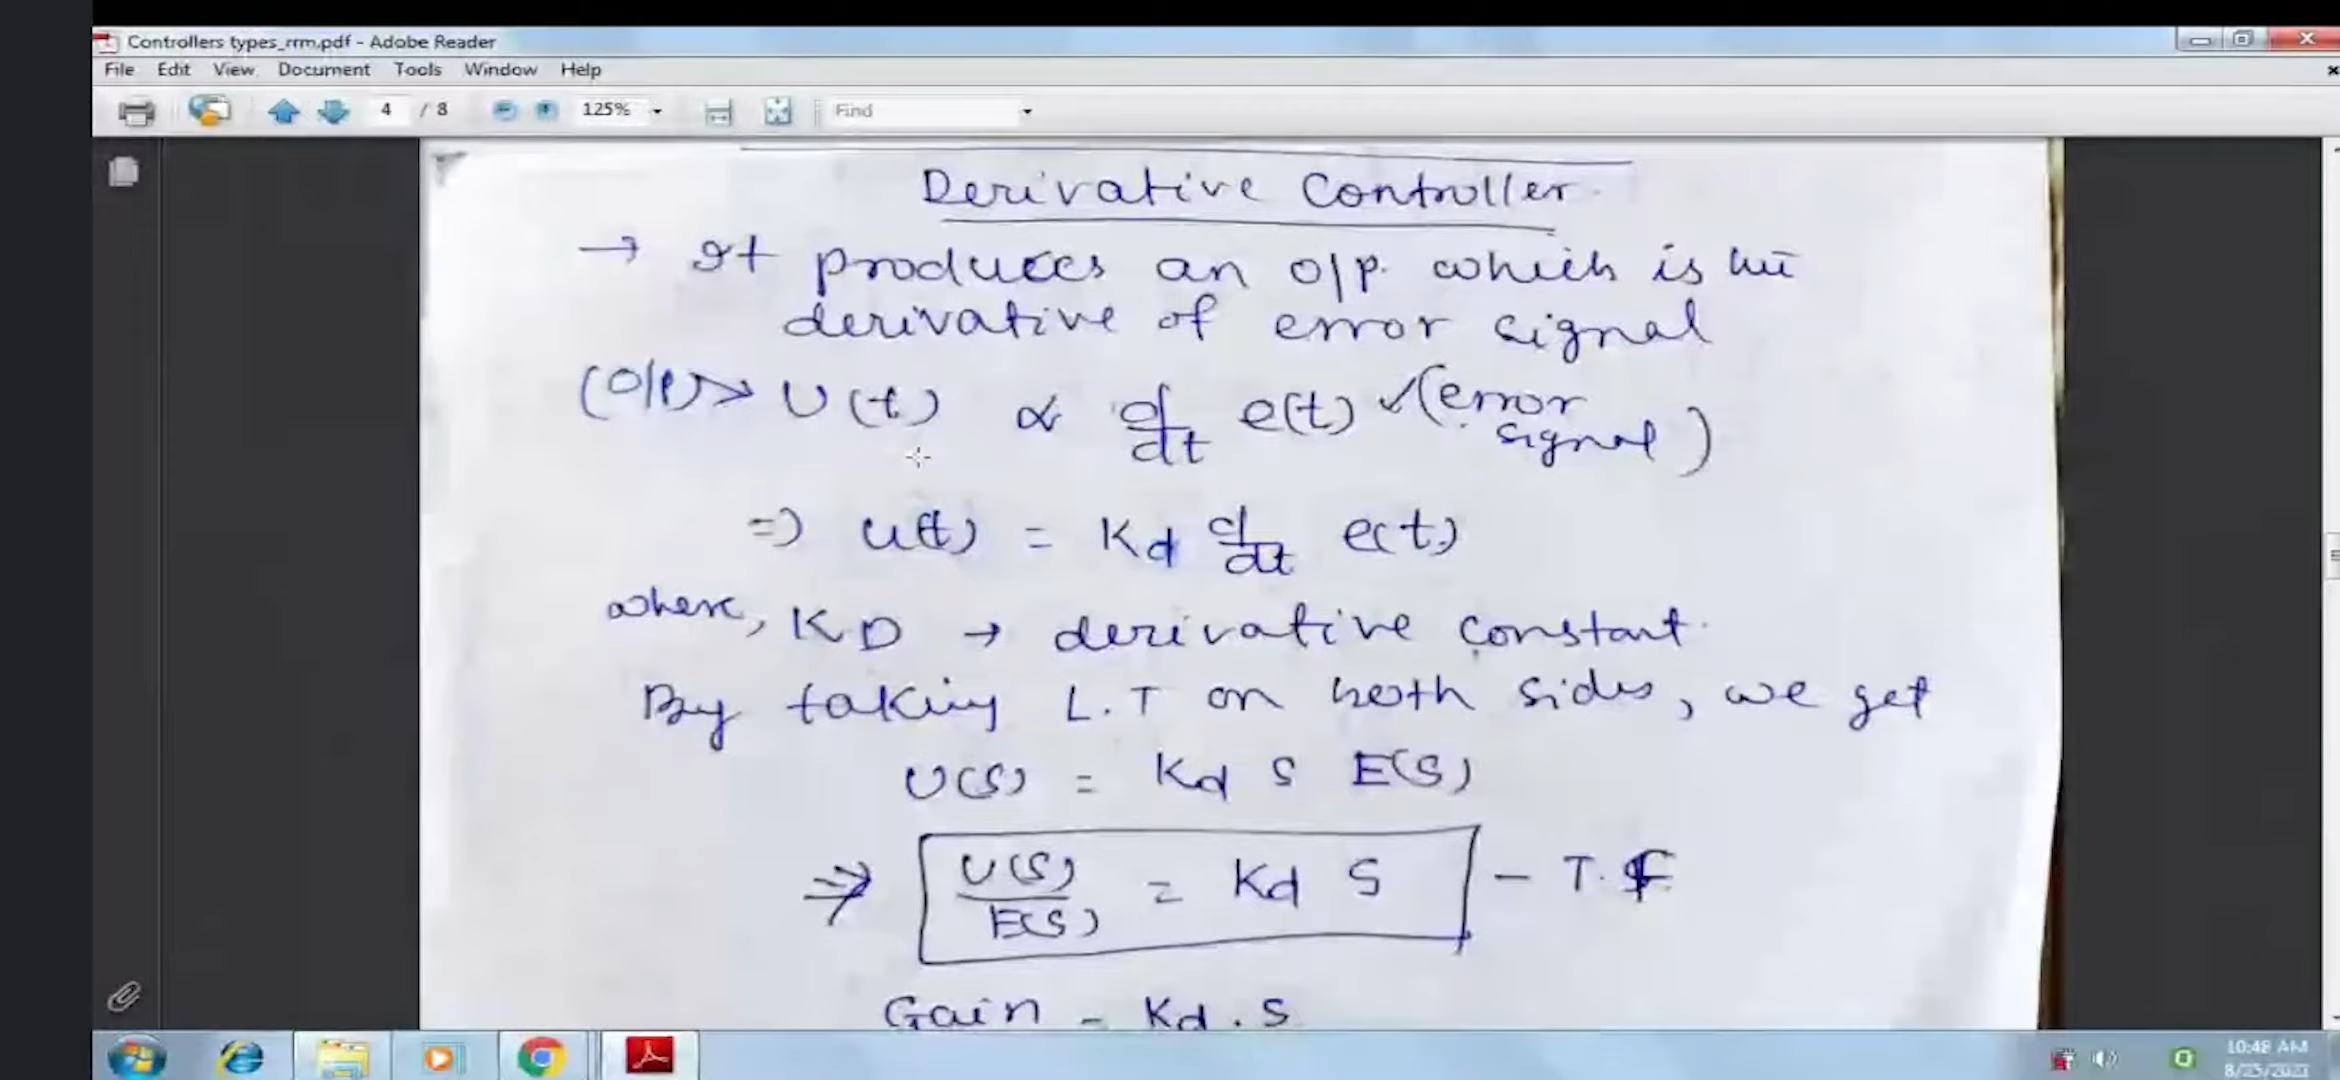 Controllers types_rrm.pdf - Adobe Reader
File Edit View Document Tools Window Help
4 / 8 125% Find
Derivative Controller
→ It produces an o/p. which is the
derivative of error signal
(O/P) → U(t) ∝ d/dt e(t) ✓ (error signal)
=> u(t) = Kd d/dt e(t)
where, KD → derivative constant.
By taking L.T on both sides, we get
U(S) = Kd S E(S)
=> U(S)/E(S) = Kd S - T.F
Gain - Kd . S
10:48 AM